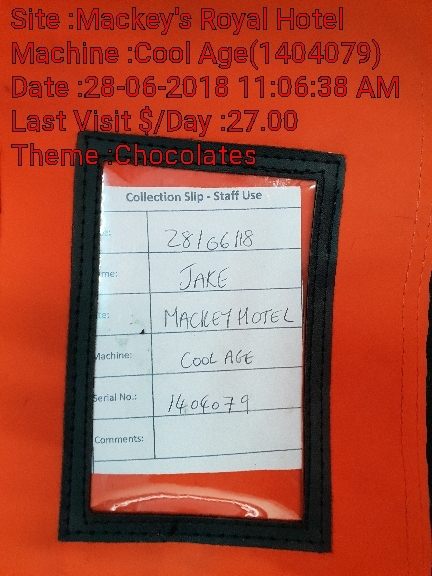 Site :Mackey's Royal Hotel
Machine :Cool Age(1404079)
Date :28-06-2018 11:06:38 AM
Last Visit $/Day :27.00
Theme :Chocolates
Collection Slip - Staff Use
28/06/18
me: JAKE
te: MACKEY HOTEL
Machine: COOL AGE
Serial No.: 1404079
Comments: